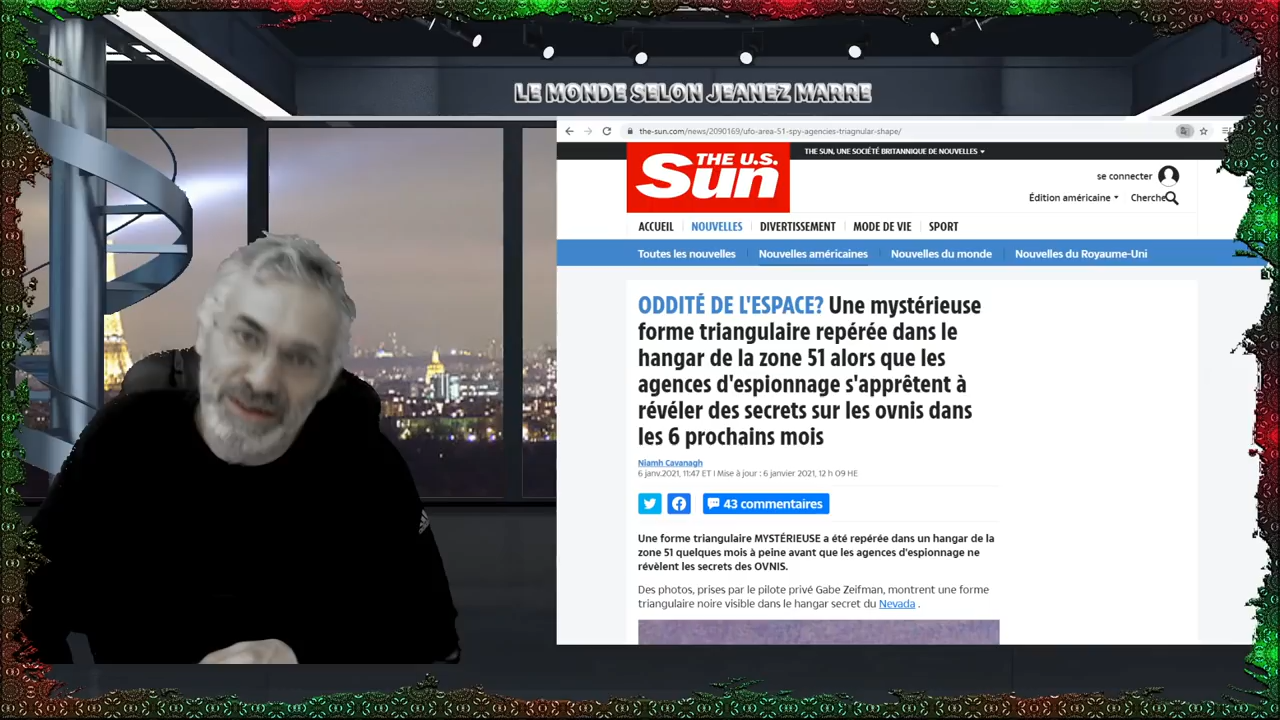 LE MONDE SELON JEANEZ MARRE
the-sun.com/news/2090169/ufo-area-51-spy-agencies-triagnular-shape/
THE U.S. Sun
THE SUN, UNE SOCIÉTÉ BRITANNIQUE DE NOUVELLES
se connecter
Édition américaine
Cherche
ACCUEIL NOUVELLES DIVERTISSEMENT MODE DE VIE SPORT
Toutes les nouvelles Nouvelles américaines Nouvelles du monde Nouvelles du Royaume-Uni
ODDITÉ DE L'ESPACE? Une mystérieuse
forme triangulaire repérée dans le
hangar de la zone 51 alors que les
agences d'espionnage s'apprêtent à
révéler des secrets sur les ovnis dans
les 6 prochains mois
Niamh Cavanagh
6 janv.2021, 11:47 ET | Mise à jour : 6 janvier 2021, 12 h 09 HE
43 commentaires
Une forme triangulaire MYSTÉRIEUSE a été repérée dans un hangar de la
zone 51 quelques mois à peine avant que les agences d'espionnage ne
révèlent les secrets des OVNIS.
Des photos, prises par le pilote privé Gabe Zeifman, montrent une forme
triangulaire noire visible dans le hangar secret du Nevada .